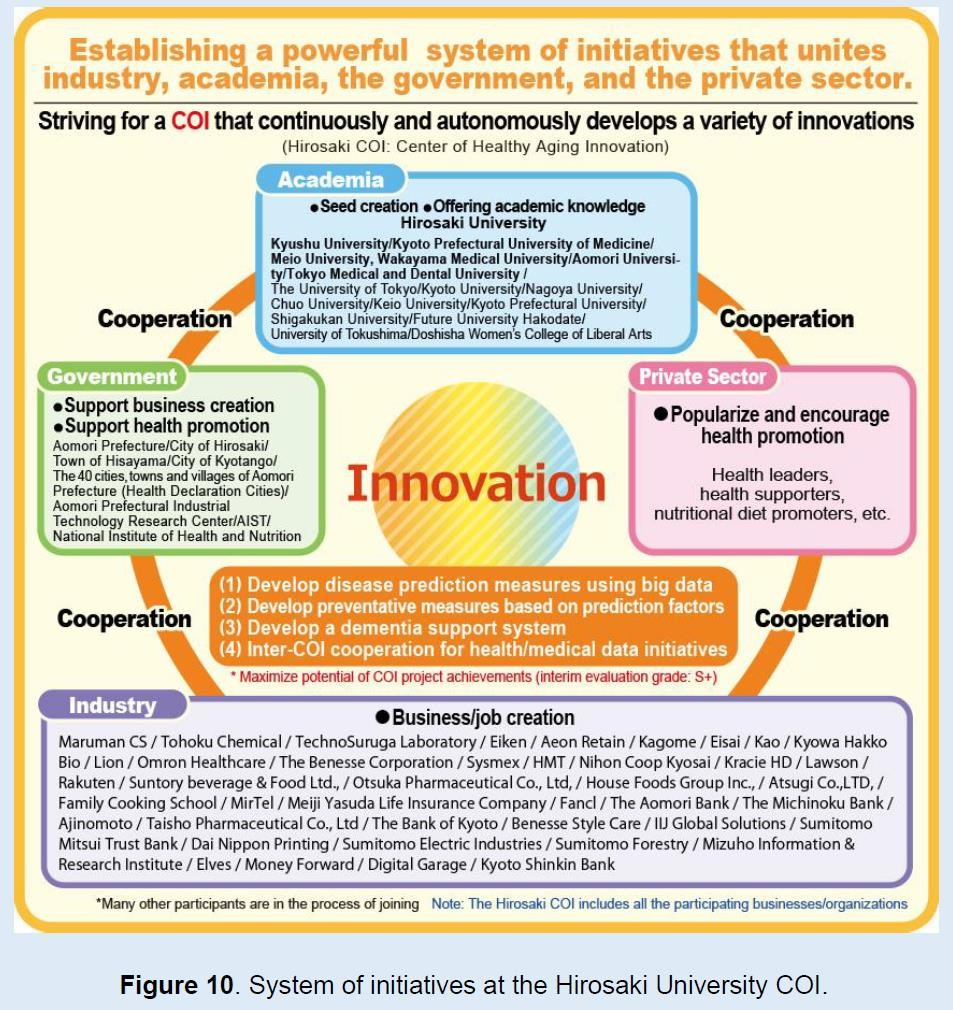 Establishing a powerful system of initiatives that unites
industry, academia, the government, and the private sector.
Striving for a COI that continuously and autonomously develops a variety of innovations
(Hirosaki COI: Center of Healthy Aging Innovation)
Academia
●Seed creation ●Offering academic knowledge
Hirosaki University
Kyushu University/Kyoto Prefectural University of Medicine/
Meio University, Wakayama Medical University/Aomori Universi-
ty/Tokyo Medical and Dental University /
The University of Tokyo/Kyoto University/Nagoya University/
Chuo University/Keio University/Kyoto Prefectural University/
Shigakukan University/Future University Hakodate/
University of Tokushima/Doshisha Women's College of Liberal Arts
Cooperation
Cooperation
Government
●Support business creation
●Support health promotion
Aomori Prefecture/City of Hirosaki/
Town of Hisayama/City of Kyotango/
The 40 cities, towns and villages of Aomori
Prefecture (Health Declaration Cities)/
Aomori Prefectural Industrial
Technology Research Center/AIST/
National Institute of Health and Nutrition
Innovation
Private Sector
●Popularize and encourage
health promotion
Health leaders,
health supporters,
nutritional diet promoters, etc.
Cooperation
Cooperation
(1) Develop disease prediction measures using big data
(2) Develop preventative measures based on prediction factors
(3) Develop a dementia support system
(4) Inter-COI cooperation for health/medical data initiatives
* Maximize potential of COI project achievements (interim evaluation grade: S+)
Industry
●Business/job creation
Maruman CS / Tohoku Chemical / TechnoSuruga Laboratory / Eiken / Aeon Retain / Kagome / Eisai / Kao / Kyowa Hakko
Bio / Lion / Omron Healthcare / The Benesse Corporation / Sysmex / HMT / Nihon Coop Kyosai / Kracie HD / Lawson /
Rakuten / Suntory beverage & Food Ltd., / Otsuka Pharmaceutical Co., Ltd, / House Foods Group Inc., / Atsugi Co.,LTD, /
Family Cooking School / MirTel / Meiji Yasuda Life Insurance Company / Fancl / The Aomori Bank / The Michinoku Bank /
Ajinomoto / Taisho Pharmaceutical Co., Ltd / The Bank of Kyoto / Benesse Style Care / IIJ Global Solutions / Sumitomo
Mitsui Trust Bank / Dai Nippon Printing / Sumitomo Electric Industries / Sumitomo Forestry / Mizuho Information &
Research Institute / Elves / Money Forward / Digital Garage / Kyoto Shinkin Bank
*Many other participants are in the process of joining Note: The Hirosaki COI includes all the participating businesses/organizations
Figure 10. System of initiatives at the Hirosaki University COI.